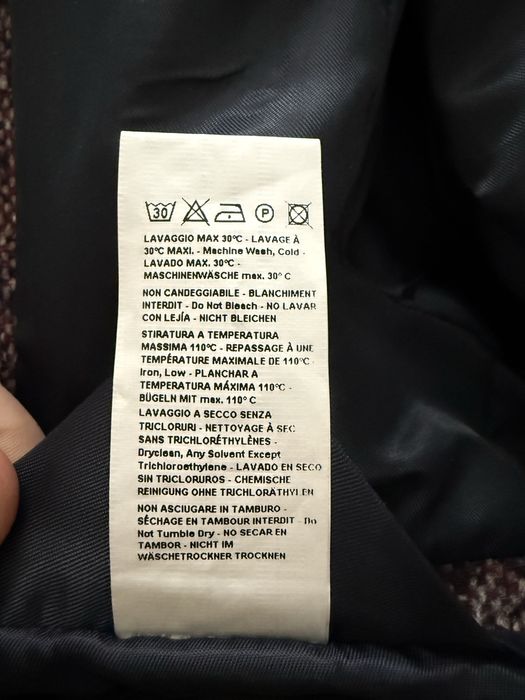 30 P
LAVAGGIO MAX 30°C - LAVAGE À
30°C MAXI. - Machine Wash, Cold -
LAVADO MAX. 30°C -
MASCHINENWÄSCHE max. 30° C
NON CANDEGGIABILE - BLANCHIMENT
INTERDIT - Do Not Bleach - NO LAVAR
CON LEJÍA - NICHT BLEICHEN
STIRATURA A TEMPERATURA
MASSIMA 110°C - REPASSAGE À UNE
TEMPÉRATURE MAXIMALE DE 110°C -
Iron, Low - PLANCHAR A
TEMPERATURA MÁXIMA 110°C -
BÜGELN MIT max. 110° C
LAVAGGIO A SECCO SENZA
TRICLORURI - NETTOYAGE À SEC
SANS TRICHLORÉTHYLÈNES -
Dryclean, Any Solvent Except
Trichloroethylene - LAVADO EN SECO
SIN TRICLORUROS - CHEMISCHE
REINIGUNG OHNE TRICHLORÄTHYLEN
NON ASCIUGARE IN TAMBURO -
SÉCHAGE EN TAMBOUR INTERDIT - Do
Not Tumble Dry - NO SECAR EN
TAMBOR - NICHT IM
WÄSCHETROCKNER TROCKNEN